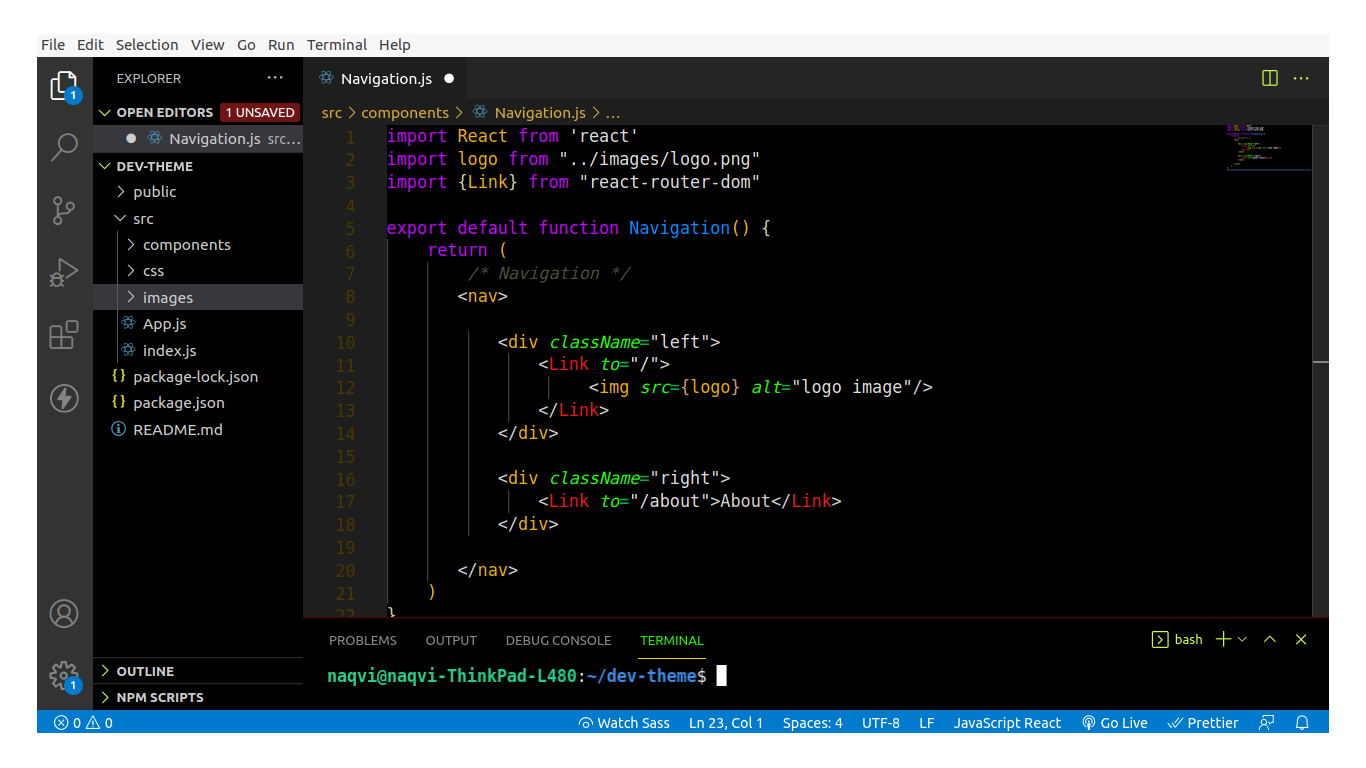 File Edit Selection View Go Run Terminal Help
EXPLORER ···
OPEN EDITORS 1 UNSAVED
Navigation.js src...
DEV-THEME
public
src
components
css
images
App.js
index.js
{} package-lock.json
{} package.json
README.md
OUTLINE
NPM SCRIPTS
1
1
Navigation.js
src > components > Navigation.js > ...
1 import React from 'react'
2 import logo from "../images/logo.png"
3 import {Link} from "react-router-dom"
4
5 export default function Navigation() {
6 return (
7 /* Navigation */
8 <nav>
9
10 <div className="left">
11 <Link to="/">
12 <img src={logo} alt="logo image"/>
13 </Link>
14 </div>
15
16 <div className="right">
17 <Link to="/about">About</Link>
18 </div>
19
20 </nav>
21 )
22 }
PROBLEMS OUTPUT DEBUG CONSOLE TERMINAL bash
naqvi@naqvi-ThinkPad-L480:~/dev-theme$
0 0 Watch Sass Ln 23, Col 1 Spaces: 4 UTF-8 LF JavaScript React Go Live Prettier